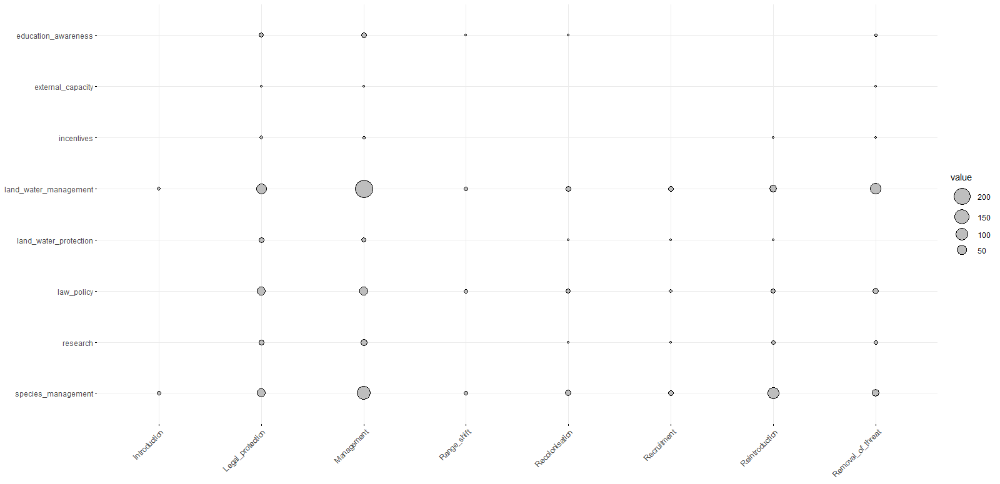 education_awareness
external_capacity
incentives
land_water_management
land_water_protection
law_policy
research
species_management
Introduction
Legal_protection
Management
Range_shift
Recolonisation
Recruitment
Reintroduction
Removal_of_threat
value
200
150
100
50